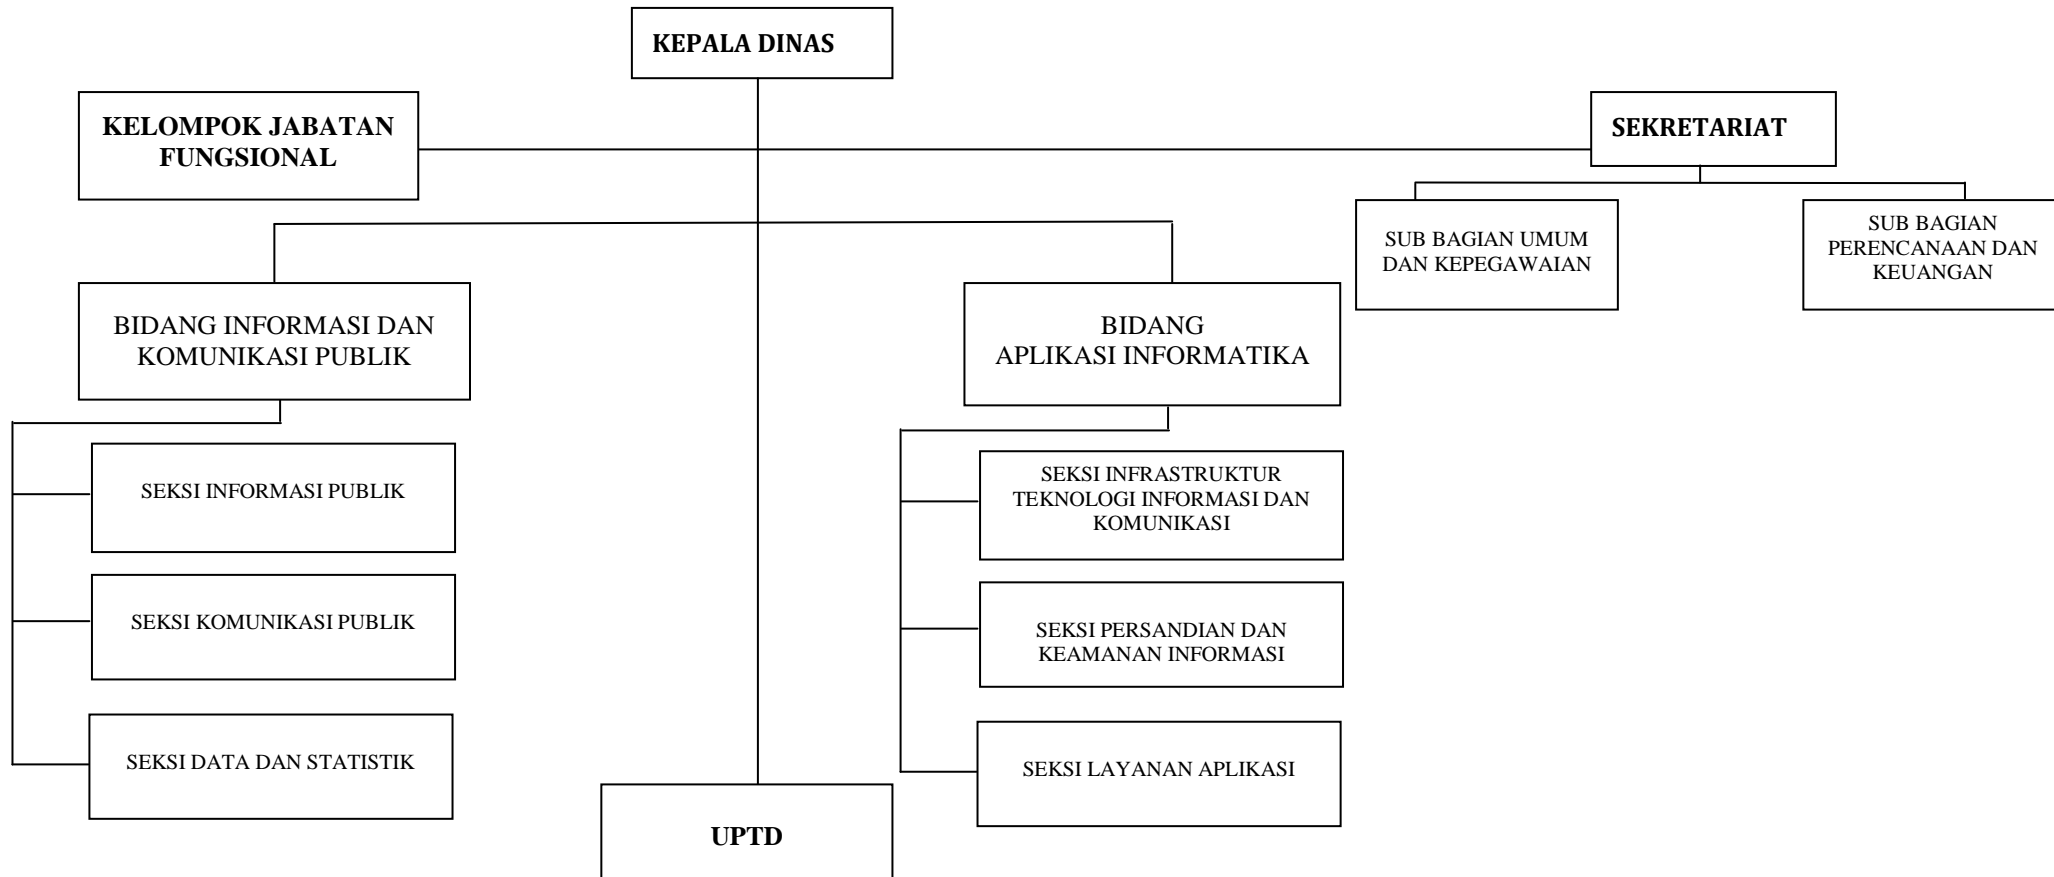 KEPALA DINAS
KELOMPOK JABATAN
FUNGSIONAL
SEKRETARIAT
SUB BAGIAN UMUM
DAN KEPEGAWAIAN
SUB BAGIAN
PERENCANAAN DAN
KEUANGAN
BIDANG INFORMASI DAN
KOMUNIKASI PUBLIK
BIDANG
APLIKASI INFORMATIKA
SEKSI INFORMASI PUBLIK
SEKSI KOMUNIKASI PUBLIK
SEKSI DATA DAN STATISTIK
SEKSI INFRASTRUKTUR
TEKNOLOGI INFORMASI DAN
KOMUNIKASI
SEKSI PERSANDIAN DAN
KEAMANAN INFORMASI
SEKSI LAYANAN APLIKASI
UPTD